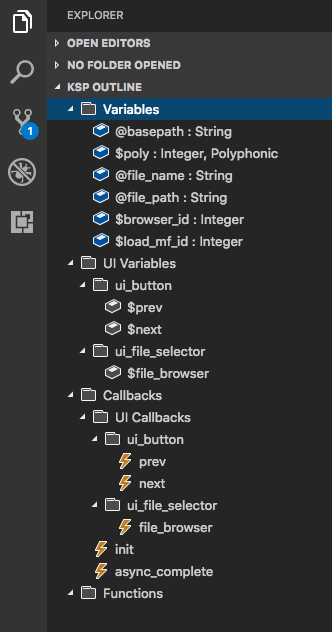 EXPLORER
OPEN EDITORS
NO FOLDER OPENED
KSP OUTLINE
Variables
@basepath : String
$poly : Integer, Polyphonic
@file_name : String
@file_path : String
$browser_id : Integer
$load_mf_id : Integer
UI Variables
ui_button
$prev
$next
ui_file_selector
$file_browser
Callbacks
UI Callbacks
ui_button
prev
next
ui_file_selector
file_browser
init
async_complete
Functions
1